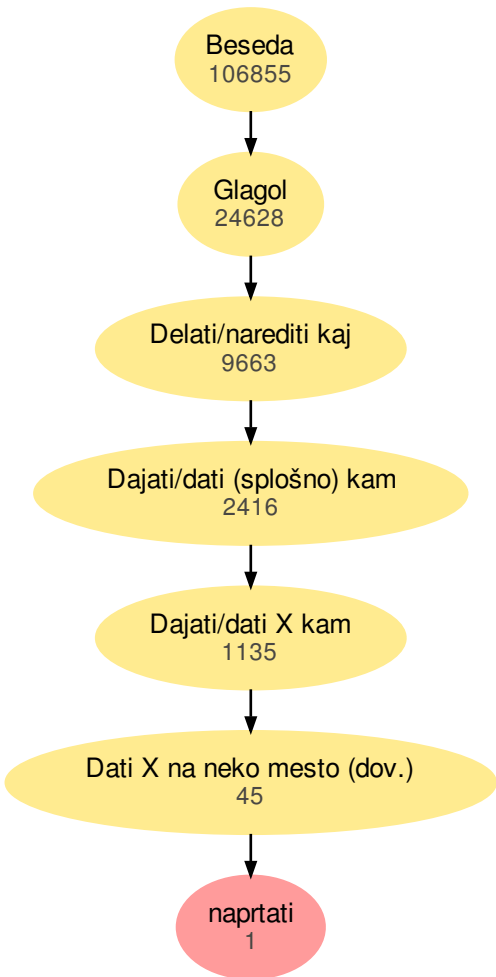 Beseda
106855
Glagol
24628
Delati/narediti kaj
9663
Dajati/dati (splošno) kam
2416
Dajati/dati X kam
1135
Dati X na neko mesto (dov.)
45
naprtati
1